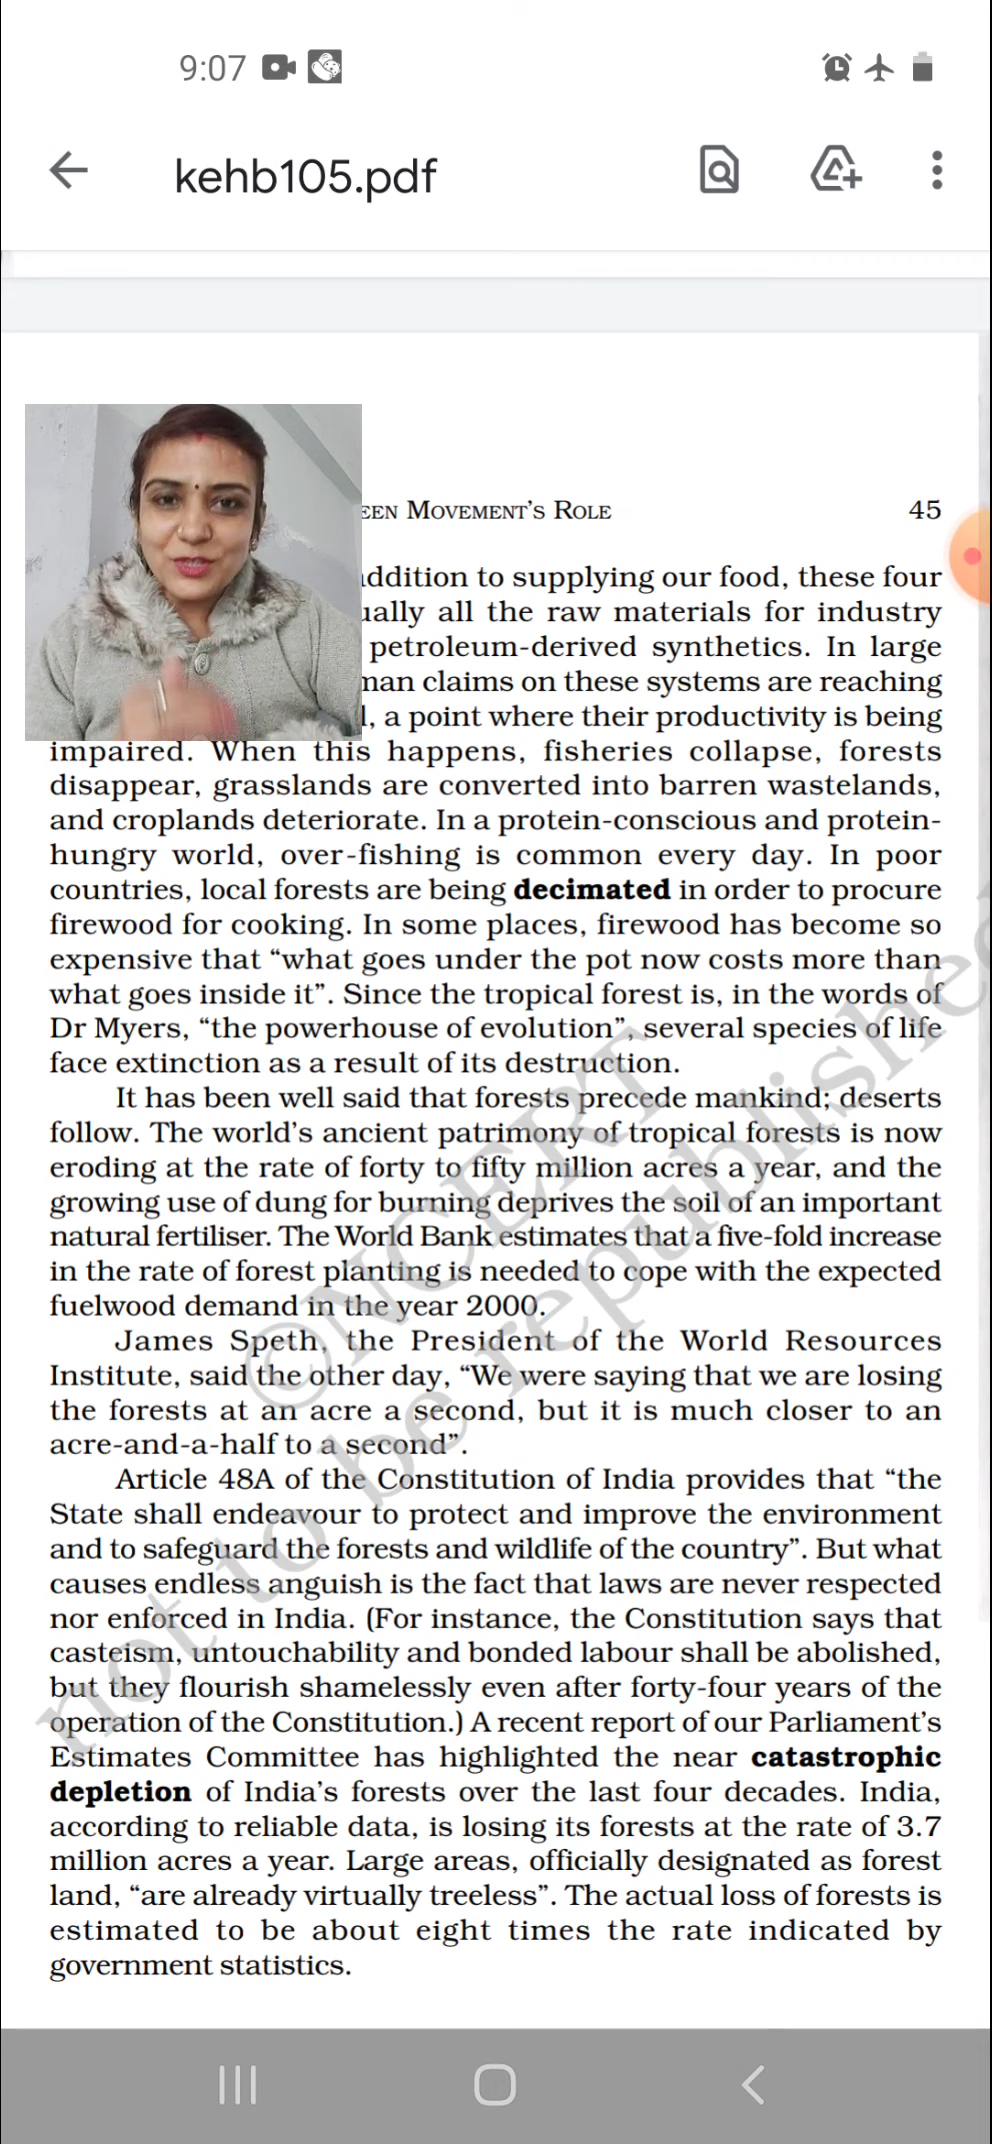 9:07
kehb105.pdf
EEN MOVEMENT'S ROLE 45
ddition to supplying our food, these four
ually all the raw materials for industry
petroleum-derived synthetics. In large
man claims on these systems are reaching
l, a point where their productivity is being
impaired. When this happens, fisheries collapse, forests
disappear, grasslands are converted into barren wastelands,
and croplands deteriorate. In a protein-conscious and protein-
hungry world, over-fishing is common every day. In poor
countries, local forests are being decimated in order to procure
firewood for cooking. In some places, firewood has become so
expensive that “what goes under the pot now costs more than
what goes inside it”. Since the tropical forest is, in the words of
Dr Myers, “the powerhouse of evolution”, several species of life
face extinction as a result of its destruction.
It has been well said that forests precede mankind; deserts
follow. The world's ancient patrimony of tropical forests is now
eroding at the rate of forty to fifty million acres a year, and the
growing use of dung for burning deprives the soil of an important
natural fertiliser. The World Bank estimates that a five-fold increase
in the rate of forest planting is needed to cope with the expected
fuelwood demand in the year 2000.
James Speth, the President of the World Resources
Institute, said the other day, “We were saying that we are losing
the forests at an acre a second, but it is much closer to an
acre-and-a-half to a second”.
Article 48A of the Constitution of India provides that “the
State shall endeavour to protect and improve the environment
and to safeguard the forests and wildlife of the country”. But what
causes endless anguish is the fact that laws are never respected
nor enforced in India. (For instance, the Constitution says that
casteism, untouchability and bonded labour shall be abolished,
but they flourish shamelessly even after forty-four years of the
operation of the Constitution.) A recent report of our Parliament's
Estimates Committee has highlighted the near catastrophic
depletion of India's forests over the last four decades. India,
according to reliable data, is losing its forests at the rate of 3.7
million acres a year. Large areas, officially designated as forest
land, “are already virtually treeless”. The actual loss of forests is
estimated to be about eight times the rate indicated by
government statistics.
©NCERT
not to be republished